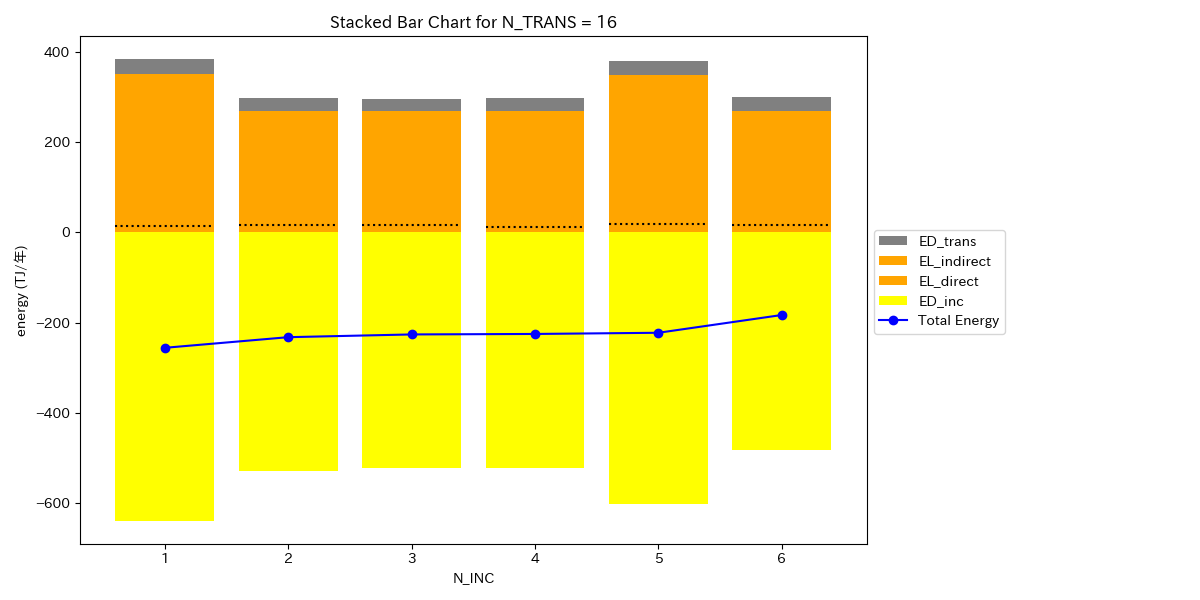 Stacked Bar Chart for N_TRANS = 16
400
200
0
−200
−400
−600
energy (TJ/年)
1 2 3 4 5 6
N_INC
ED_trans
EL_indirect
EL_direct
ED_inc
Total Energy